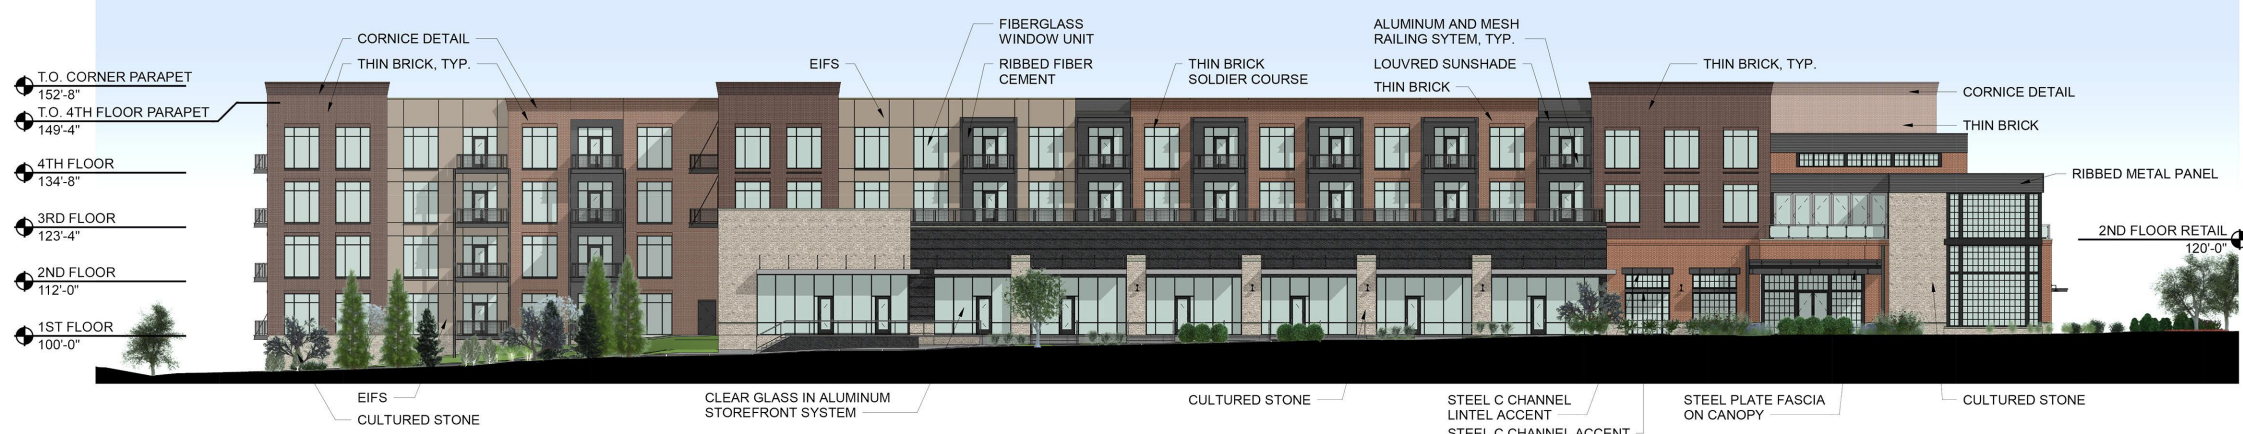 FIBERGLASS
WINDOW UNIT
ALUMINUM AND MESH
RAILING SYTEM, TYP.
CORNICE DETAIL
THIN BRICK, TYP.
EIFS
RIBBED FIBER
CEMENT
THIN BRICK
SOLDIER COURSE
LOUVRED SUNSHADE
THIN BRICK
THIN BRICK, TYP.
T.O. CORNER PARAPET
152'-8"
T.O. 4TH FLOOR PARAPET
149'-4"
CORNICE DETAIL
THIN BRICK
4TH FLOOR
134'-8"
RIBBED METAL PANEL
3RD FLOOR
123'-4"
2ND FLOOR RETAIL
120'-0"
2ND FLOOR
112'-0"
1ST FLOOR
100'-0"
EIFS
CULTURED STONE
CLEAR GLASS IN ALUMINUM
STOREFRONT SYSTEM
CULTURED STONE
STEEL C CHANNEL
LINTEL ACCENT
STEEL C CHANNEL ACCENT
STEEL PLATE FASCIA
ON CANOPY
CULTURED STONE